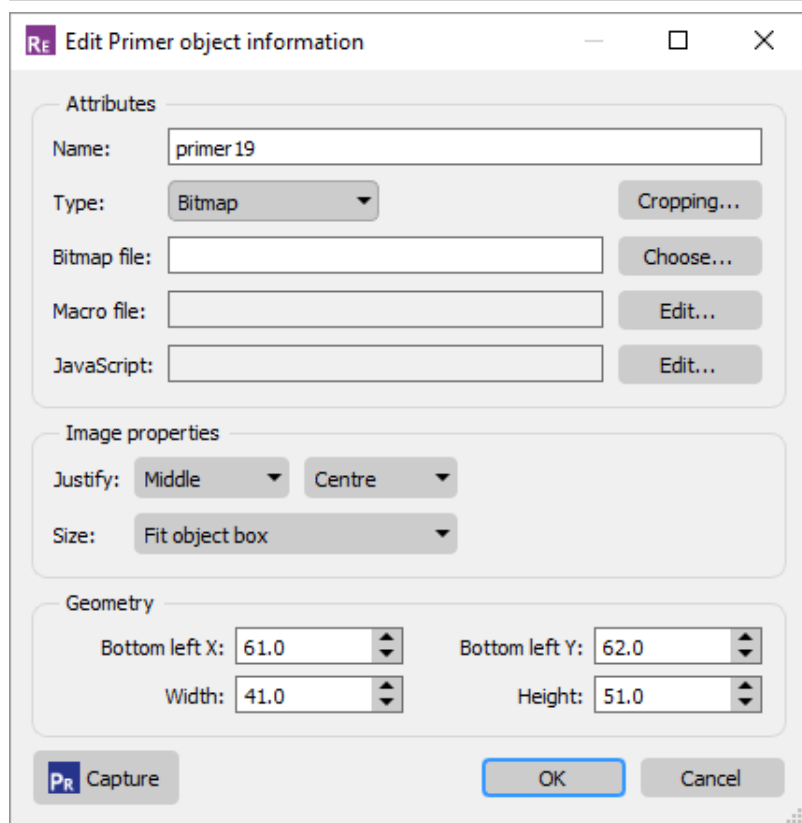 RE Edit Primer object information
Attributes
Name: primer19
Type: Bitmap Cropping...
Bitmap file: Choose...
Macro file: Edit...
JavaScript: Edit...
Image properties
Justify: Middle Centre
Size: Fit object box
Geometry
Bottom left X: 61.0 Bottom left Y: 62.0
Width: 41.0 Height: 51.0
PR Capture OK Cancel